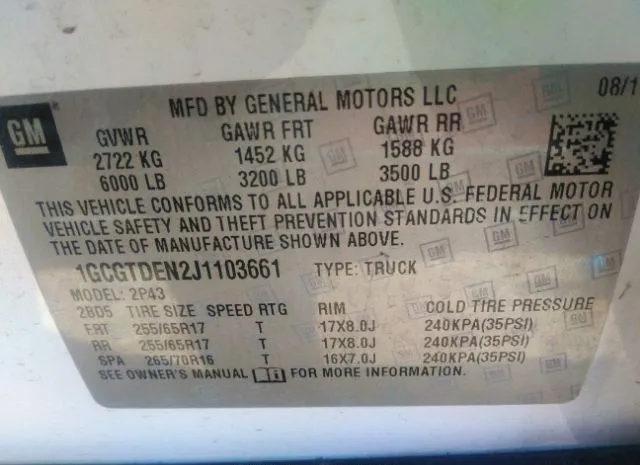 GM
MFD BY GENERAL MOTORS LLC
08/1
GVWR GAWR FRT GAWR RR
2722 KG 1452 KG 1588 KG
6000 LB 3200 LB 3500 LB
THIS VEHICLE CONFORMS TO ALL APPLICABLE U.S. FEDERAL MOTOR
VEHICLE SAFETY AND THEFT PREVENTION STANDARDS IN EFFECT ON
THE DATE OF MANUFACTURE SHOWN ABOVE.
1GCGTDEN2J1103661 TYPE: TRUCK
MODEL: 2P43
2BD5 TIRE SIZE SPEED RTG RIM COLD TIRE PRESSURE
FRT 255/65R17 T 17X8.0J 240KPA(35PSI)
RR 255/65R17 T 17X8.0J 240KPA(35PSI)
SPA 265/70R16 T 16X7.0J 240KPA(35PSI)
SEE OWNER'S MANUAL FOR MORE INFORMATION.